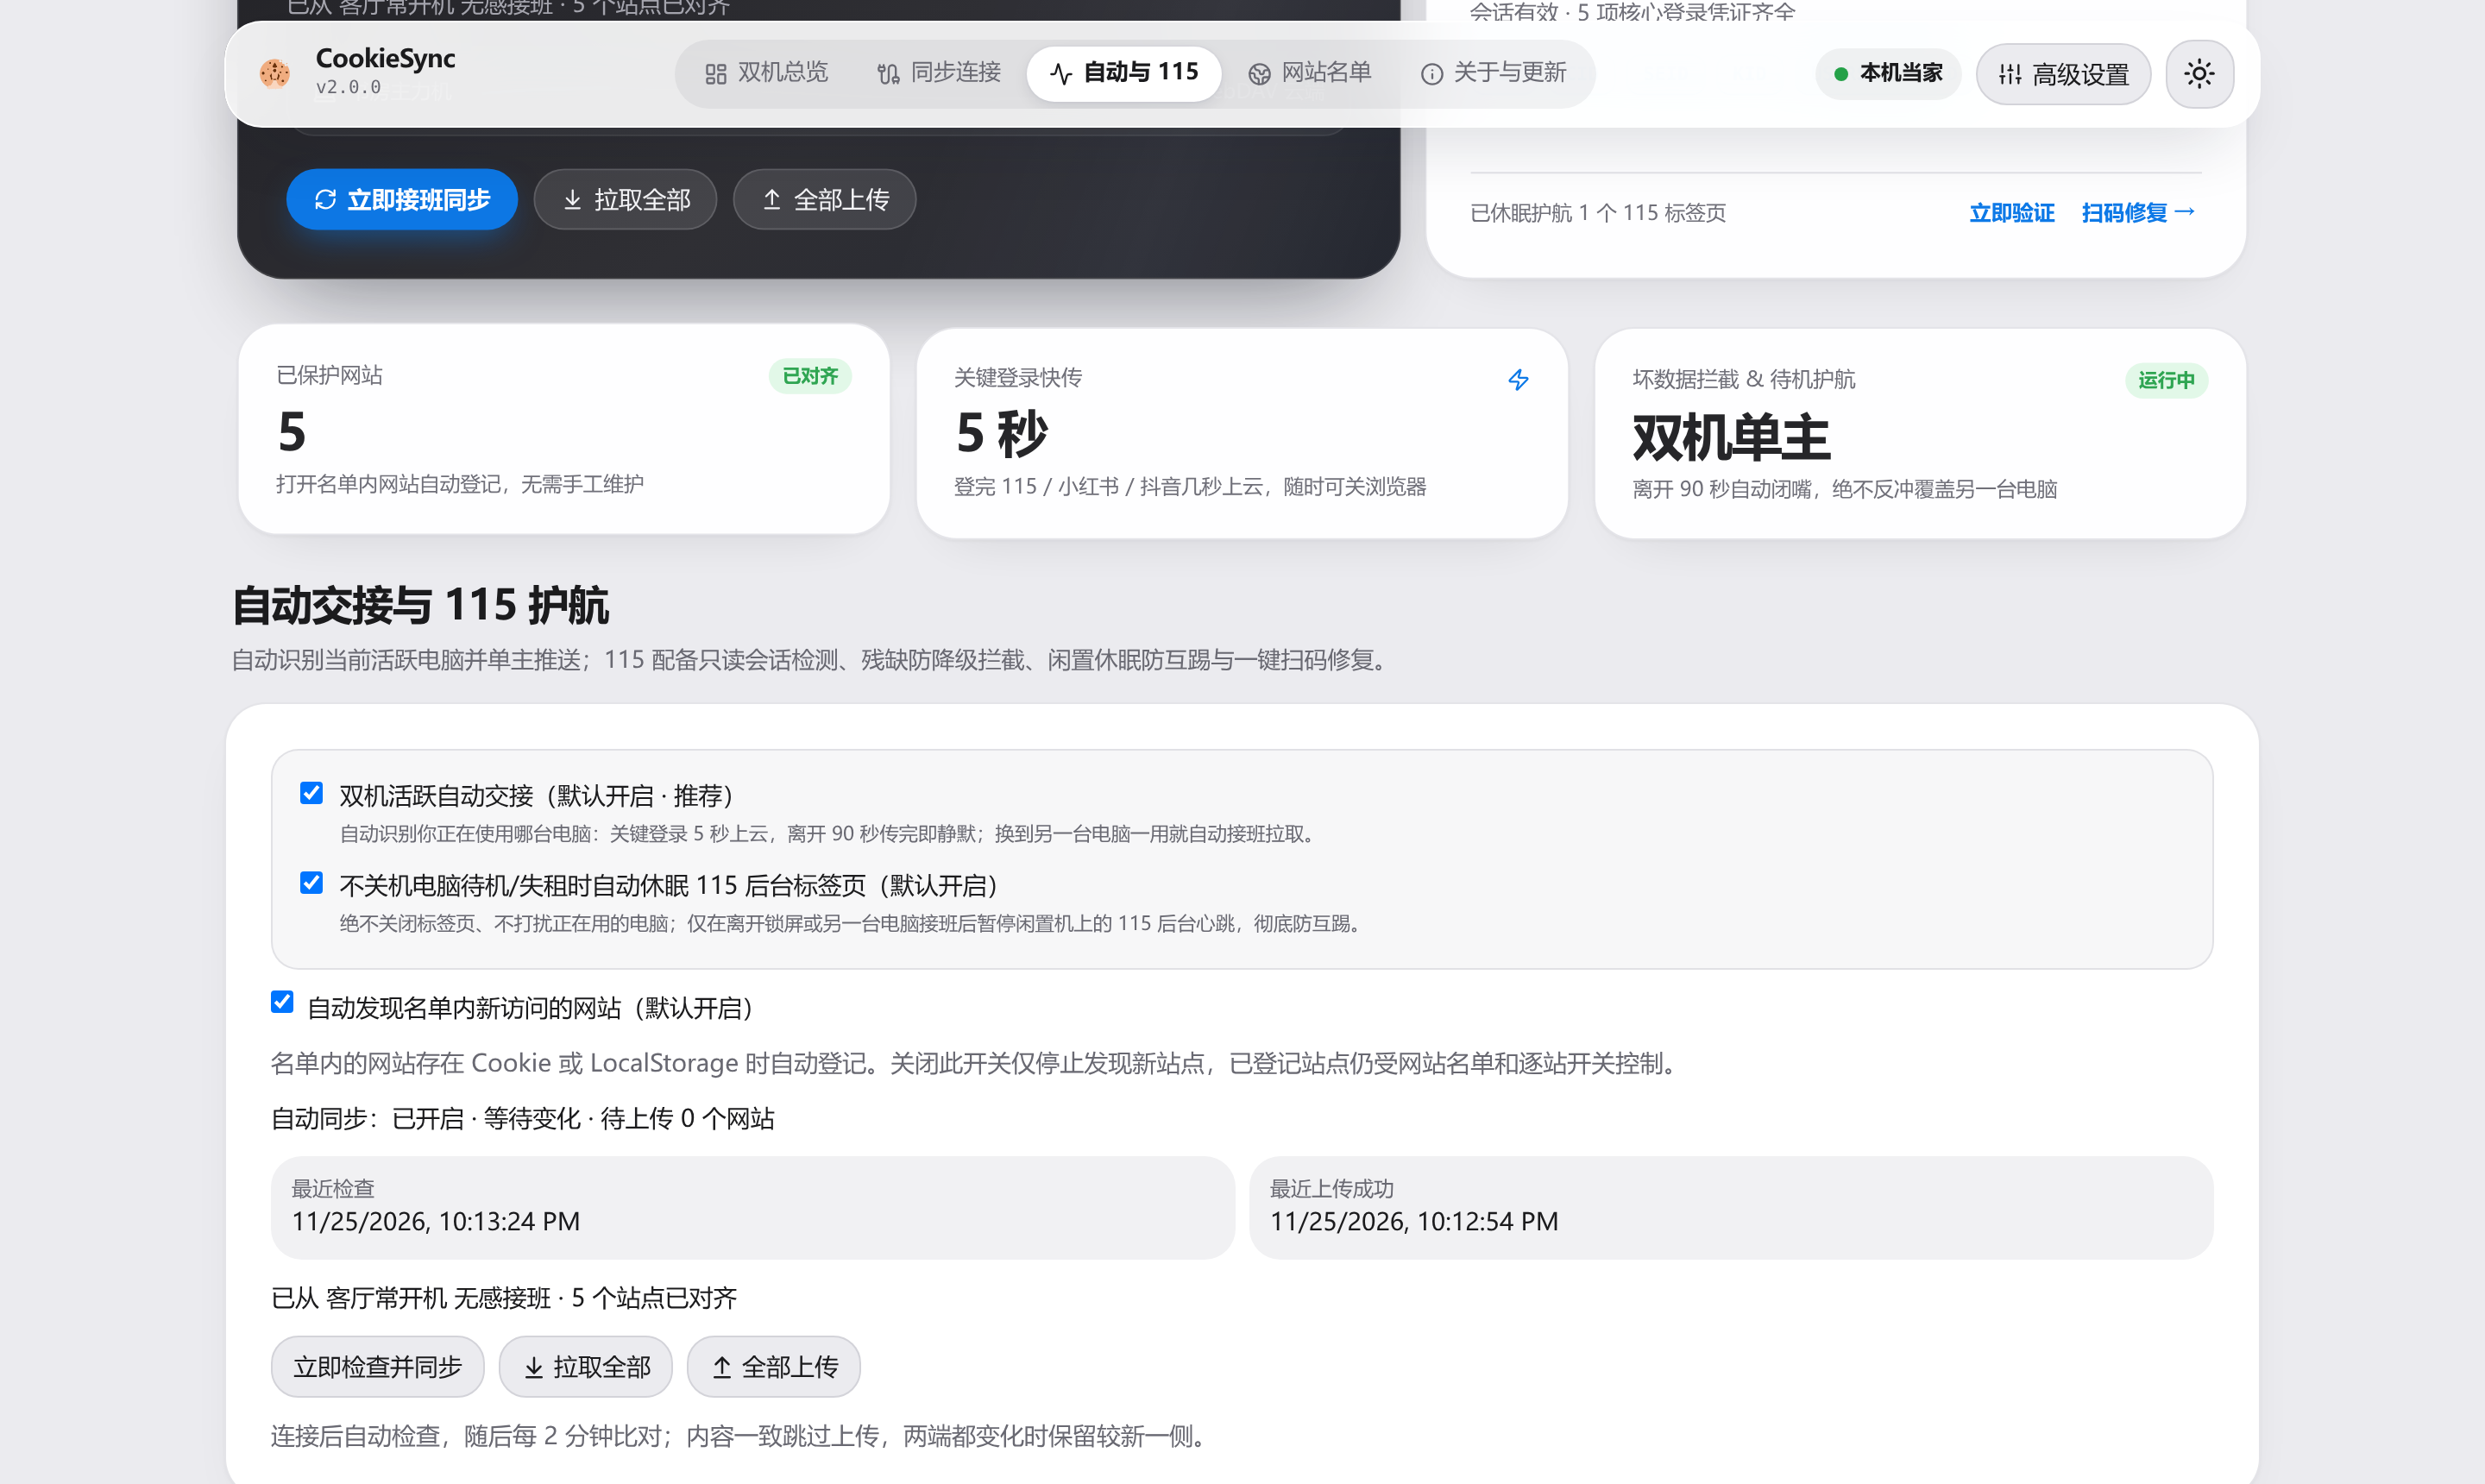 已从 客厅常开机 无感接班 · 5 个站点已对齐
会话有效 · 5 项核心登录凭证齐全
CookieSync
v2.0.0
双机总览
同步连接
自动与 115
网站名单
关于与更新
本机当家
高级设置
立即接班同步
拉取全部
全部上传
已休眠护航 1 个 115 标签页
立即验证
扫码修复 →
已保护网站
已对齐
5
打开名单内网站自动登记，无需手工维护
关键登录快传
5 秒
登完 115 / 小红书 / 抖音几秒上云，随时可关浏览器
坏数据拦截 & 待机护航
运行中
双机单主
离开 90 秒自动闭嘴，绝不反冲覆盖另一台电脑
自动交接与 115 护航
自动识别当前活跃电脑并单主推送；115 配备只读会话检测、残缺防降级拦截、闲置休眠防互踢与一键扫码修复。
双机活跃自动交接（默认开启 · 推荐）
自动识别你正在使用哪台电脑：关键登录 5 秒上云，离开 90 秒传完即静默；换到另一台电脑一用就自动接班拉取。
不关机电脑待机/失租时自动休眠 115 后台标签页（默认开启）
绝不关闭标签页、不打扰正在用的电脑；仅在离开锁屏或另一台电脑接班后暂停闲置机上的 115 后台心跳，彻底防互踢。
自动发现名单内新访问的网站（默认开启）
名单内的网站存在 Cookie 或 LocalStorage 时自动登记。关闭此开关仅停止发现新站点，已登记站点仍受网站名单和逐站开关控制。
自动同步：已开启 · 等待变化 · 待上传 0 个网站
最近检查
11/25/2026, 10:13:24 PM
最近上传成功
11/25/2026, 10:12:54 PM
已从 客厅常开机 无感接班 · 5 个站点已对齐
立即检查并同步
拉取全部
全部上传
连接后自动检查，随后每 2 分钟比对；内容一致跳过上传，两端都变化时保留较新一侧。